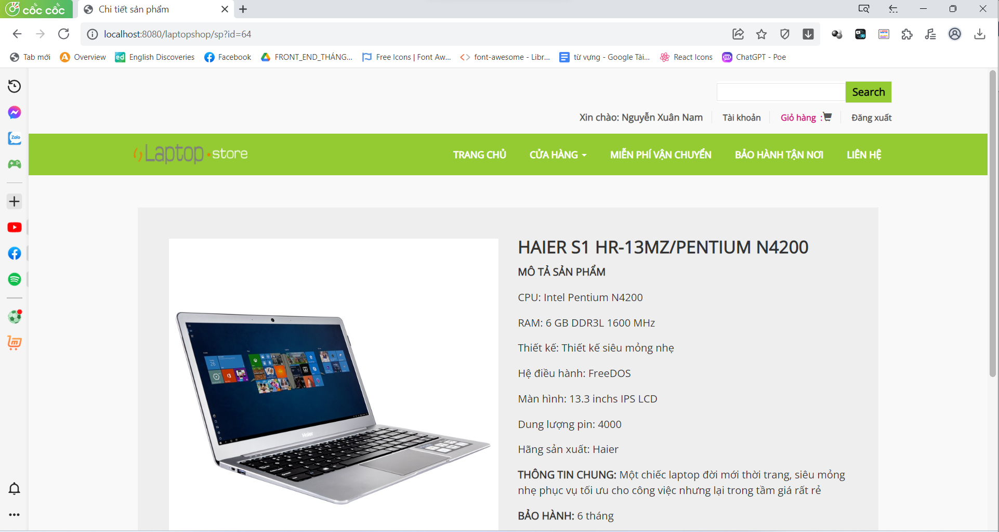 cốc cốc
Chi tiết sản phẩm
localhost:8080/laptopshop/sp?id=64
Tab mới
Overview
ed English Discoveries
Facebook
FRONT_END_THÁNG...
Free Icons | Font Aw...
font-awesome - Libr...
từ vựng - Google Tài...
React Icons
ChatGPT - Poe
Zalo
Search
Xin chào: Nguyễn Xuân Nam
Tài khoản
Giỏ hàng :
Đăng xuất
Laptop store
TRANG CHỦ
CỬA HÀNG
MIỄN PHÍ VẬN CHUYỂN
BẢO HÀNH TẬN NƠI
LIÊN HỆ
HAIER S1 HR-13MZ/PENTIUM N4200
MÔ TẢ SẢN PHẨM
CPU: Intel Pentium N4200
RAM: 6 GB DDR3L 1600 MHz
Thiết kế: Thiết kế siêu mỏng nhẹ
Hệ điều hành: FreeDOS
Màn hình: 13.3 inchs IPS LCD
Dung lượng pin: 4000
Hãng sản xuất: Haier
THÔNG TIN CHUNG: Một chiếc laptop đời mới thời trang, siêu mỏng
nhẹ phục vụ tối ưu cho công việc nhưng lại trong tầm giá rất rẻ
BẢO HÀNH: 6 tháng
26
Haier